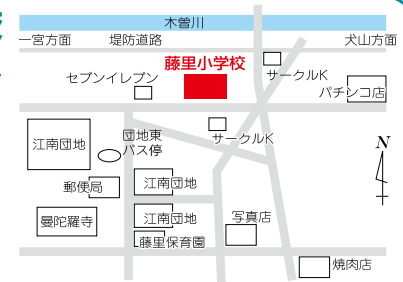 木曽川
一宮方面 堤防道路 犬山方面
藤里小学校
サークルK
セブンイレブン
パチンコ店
江南団地
団地東
バス停
サークルK
N
郵便局
江南団地
曼陀羅寺
江南団地
写真店
藤里保育園
焼肉店